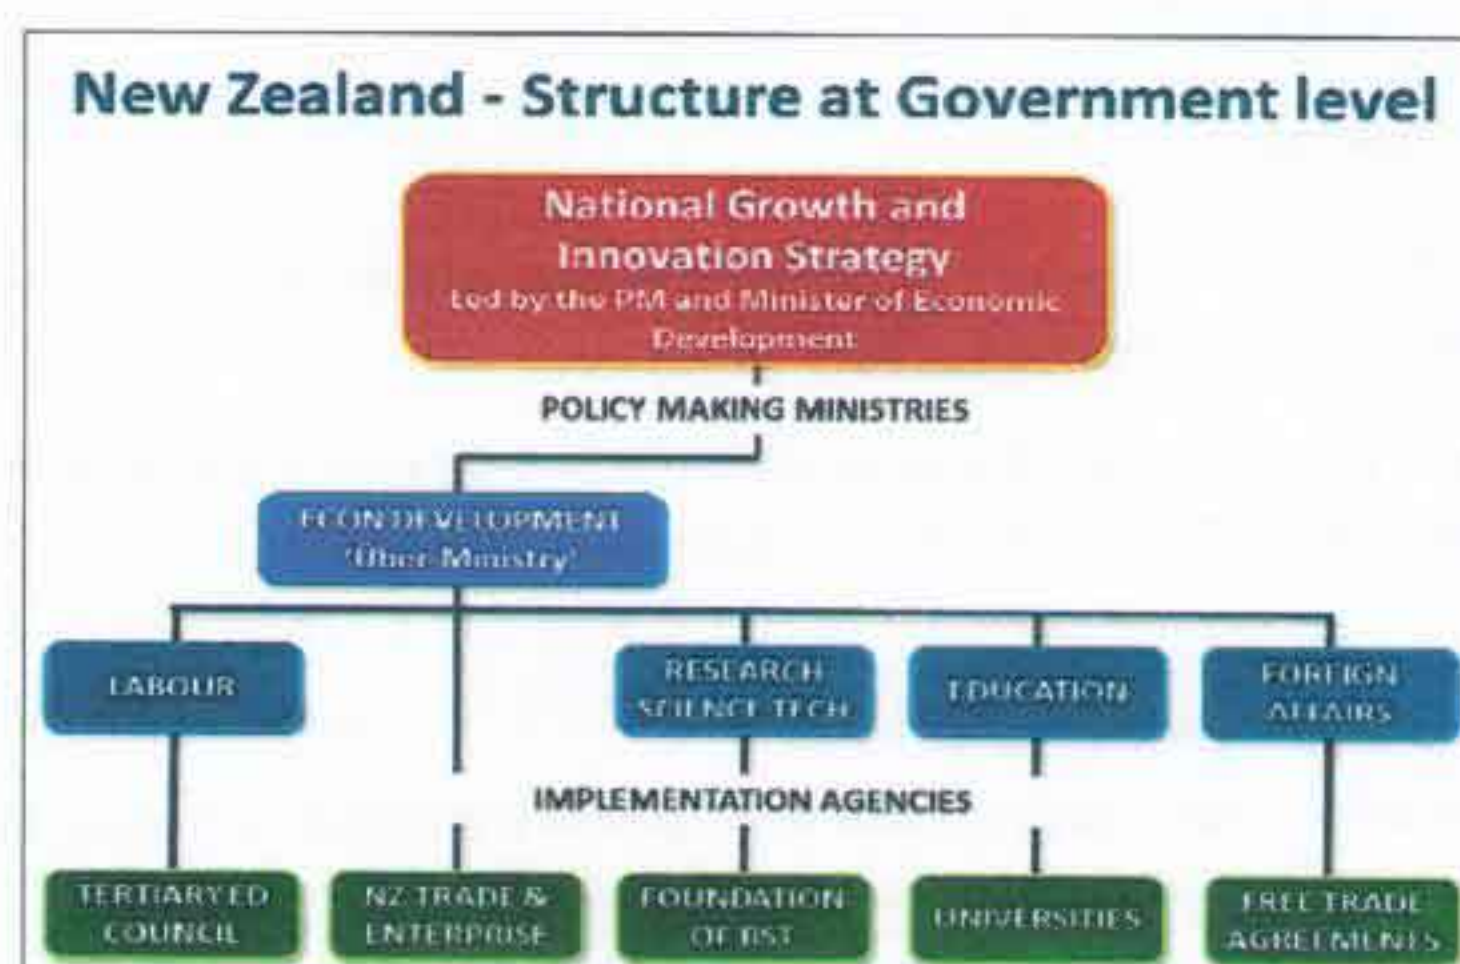 New Zealand - Structure at Government level
National Growth and
Innovation Strategy
Led by the PM and Minister of Economic
Development
POLICY MAKING MINISTRIES
ECON DEVELOPMENT
'Uber-Ministry'
LABOUR
RESEARCH
SCIENCE TECH
EDUCATION
FOREIGN
AFFAIRS
IMPLEMENTATION AGENCIES
TERTIARY ED
COUNCIL
NZ TRADE &
ENTERPRISE
FOUNDATION
OF RST
UNIVERSITIES
FREE TRADE
AGREEMENTS